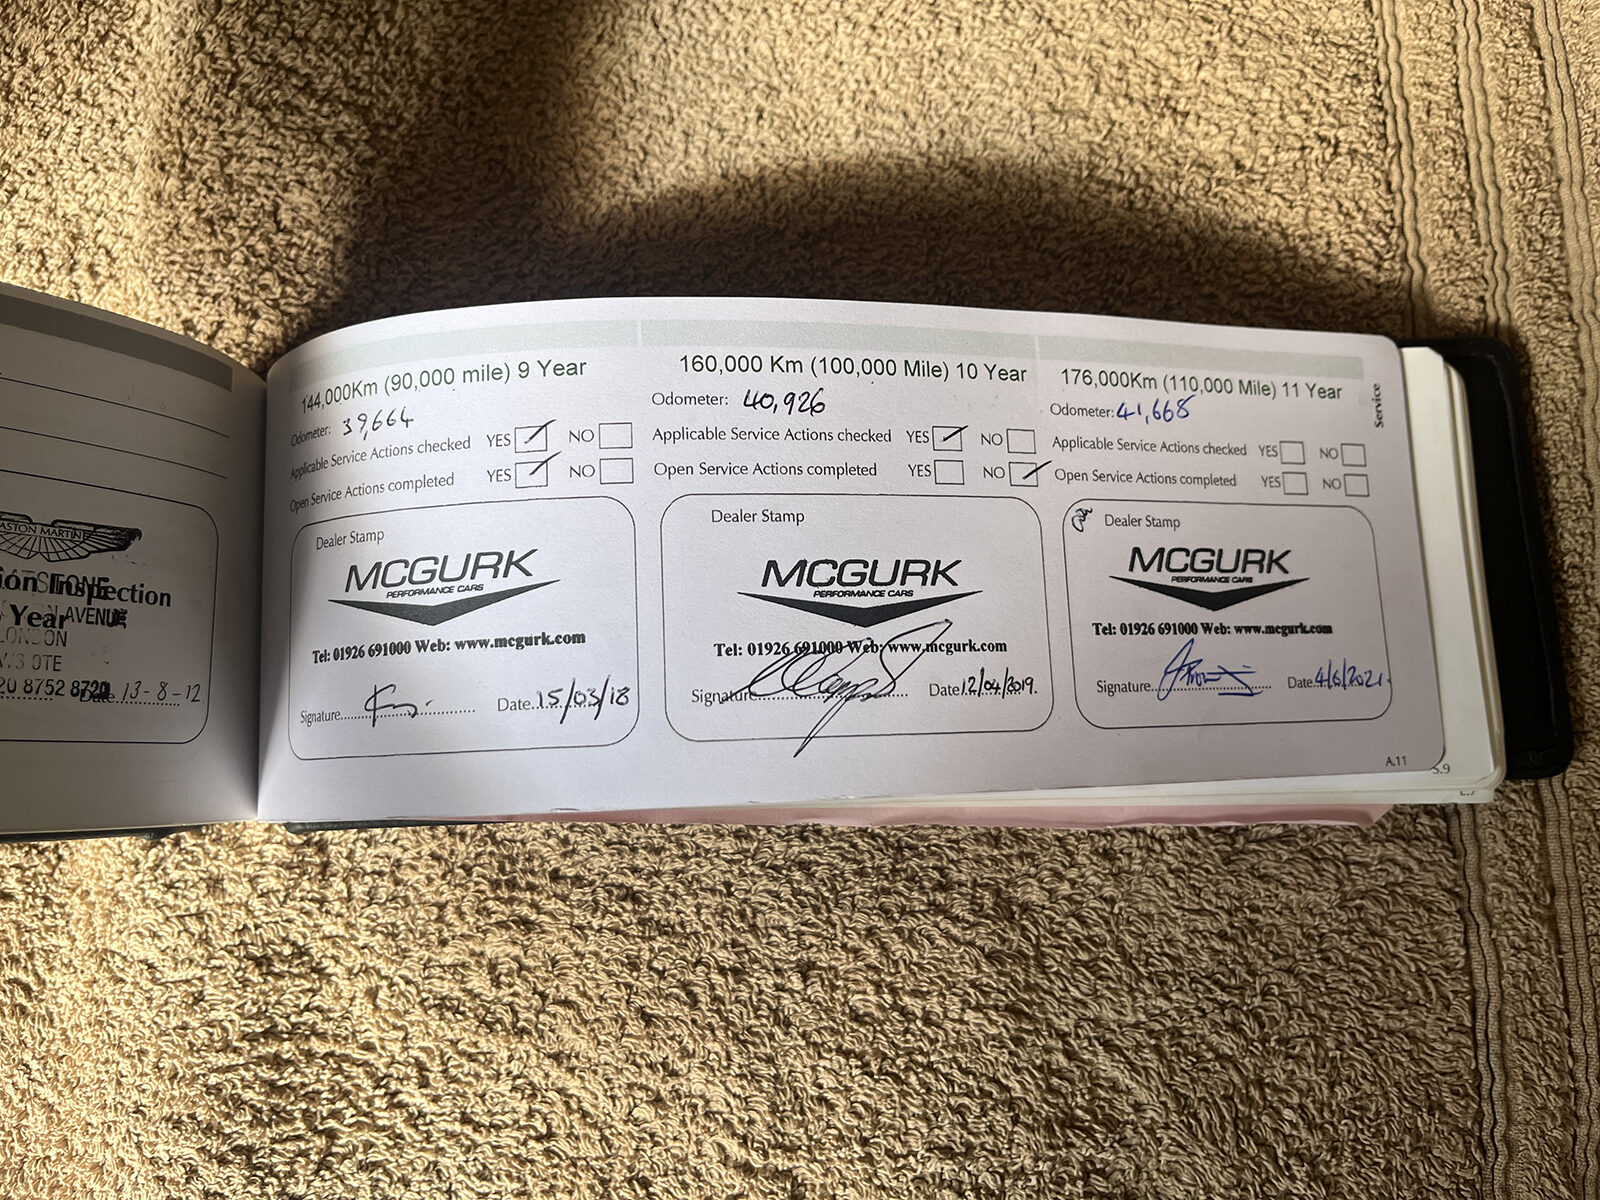 ASTON MARTIN
ion Inspection
Year
N AVENUE
LONDON
W3 0TE
20 8752 8720
Date 13-8-12
144,000Km (90,000 mile) 9 Year
Odometer: 39,664
Applicable Service Actions checked YES NO
Open Service Actions completed YES NO
Dealer Stamp
MCGURK
PERFORMANCE CARS
Tel: 01926 691000 Web: www.mcgurk.com
Signature
Date 15/03/18
160,000 Km (100,000 Mile) 10 Year
Odometer: 40,926
Applicable Service Actions checked YES NO
Open Service Actions completed YES NO
Dealer Stamp
MCGURK
PERFORMANCE CARS
Tel: 01926 691000 Web: www.mcgurk.com
Signature
Date 12/04/2019.
176,000Km (110,000 Mile) 11 Year
Odometer: 41,668
Applicable Service Actions checked YES NO
Open Service Actions completed YES NO
Dealer Stamp
MCGURK
PERFORMANCE CARS
Tel: 01926 691000 Web: www.mcgurk.com
Signature
Date 4/6/2021.
Service
A.11
S.9